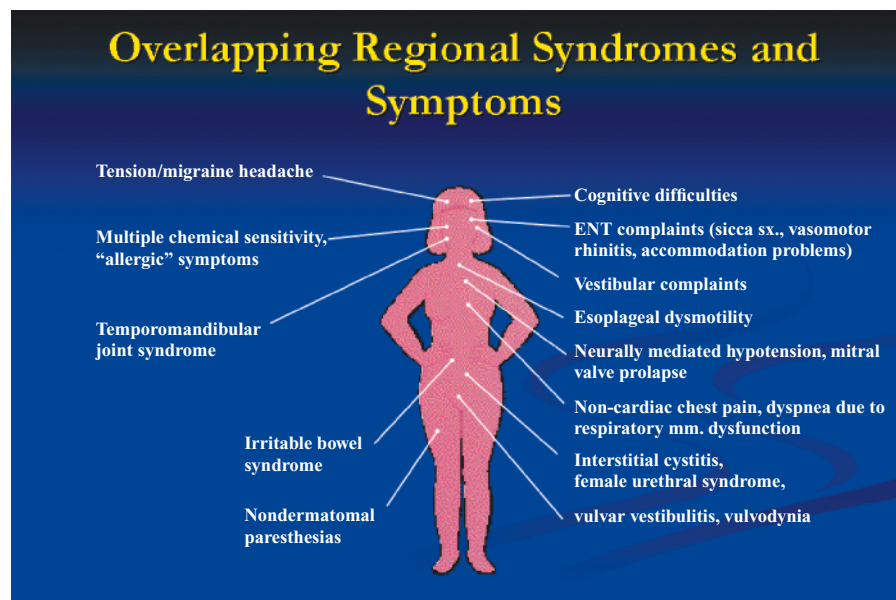 Overlapping Regional Syndromes and
Symptoms
Tension/migraine headache
Multiple chemical sensitivity,
“allergic” symptoms
Temporomandibular
joint syndrome
Irritable bowel
syndrome
Nondermatomal
paresthesias
Cognitive difficulties
ENT complaints (sicca sx., vasomotor
rhinitis, accommodation problems)
Vestibular complaints
Esoplageal dysmotility
Neurally mediated hypotension, mitral
valve prolapse
Non-cardiac chest pain, dyspnea due to
respiratory mm. dysfunction
Interstitial cystitis,
female urethral syndrome,
vulvar vestibulitis, vulvodynia